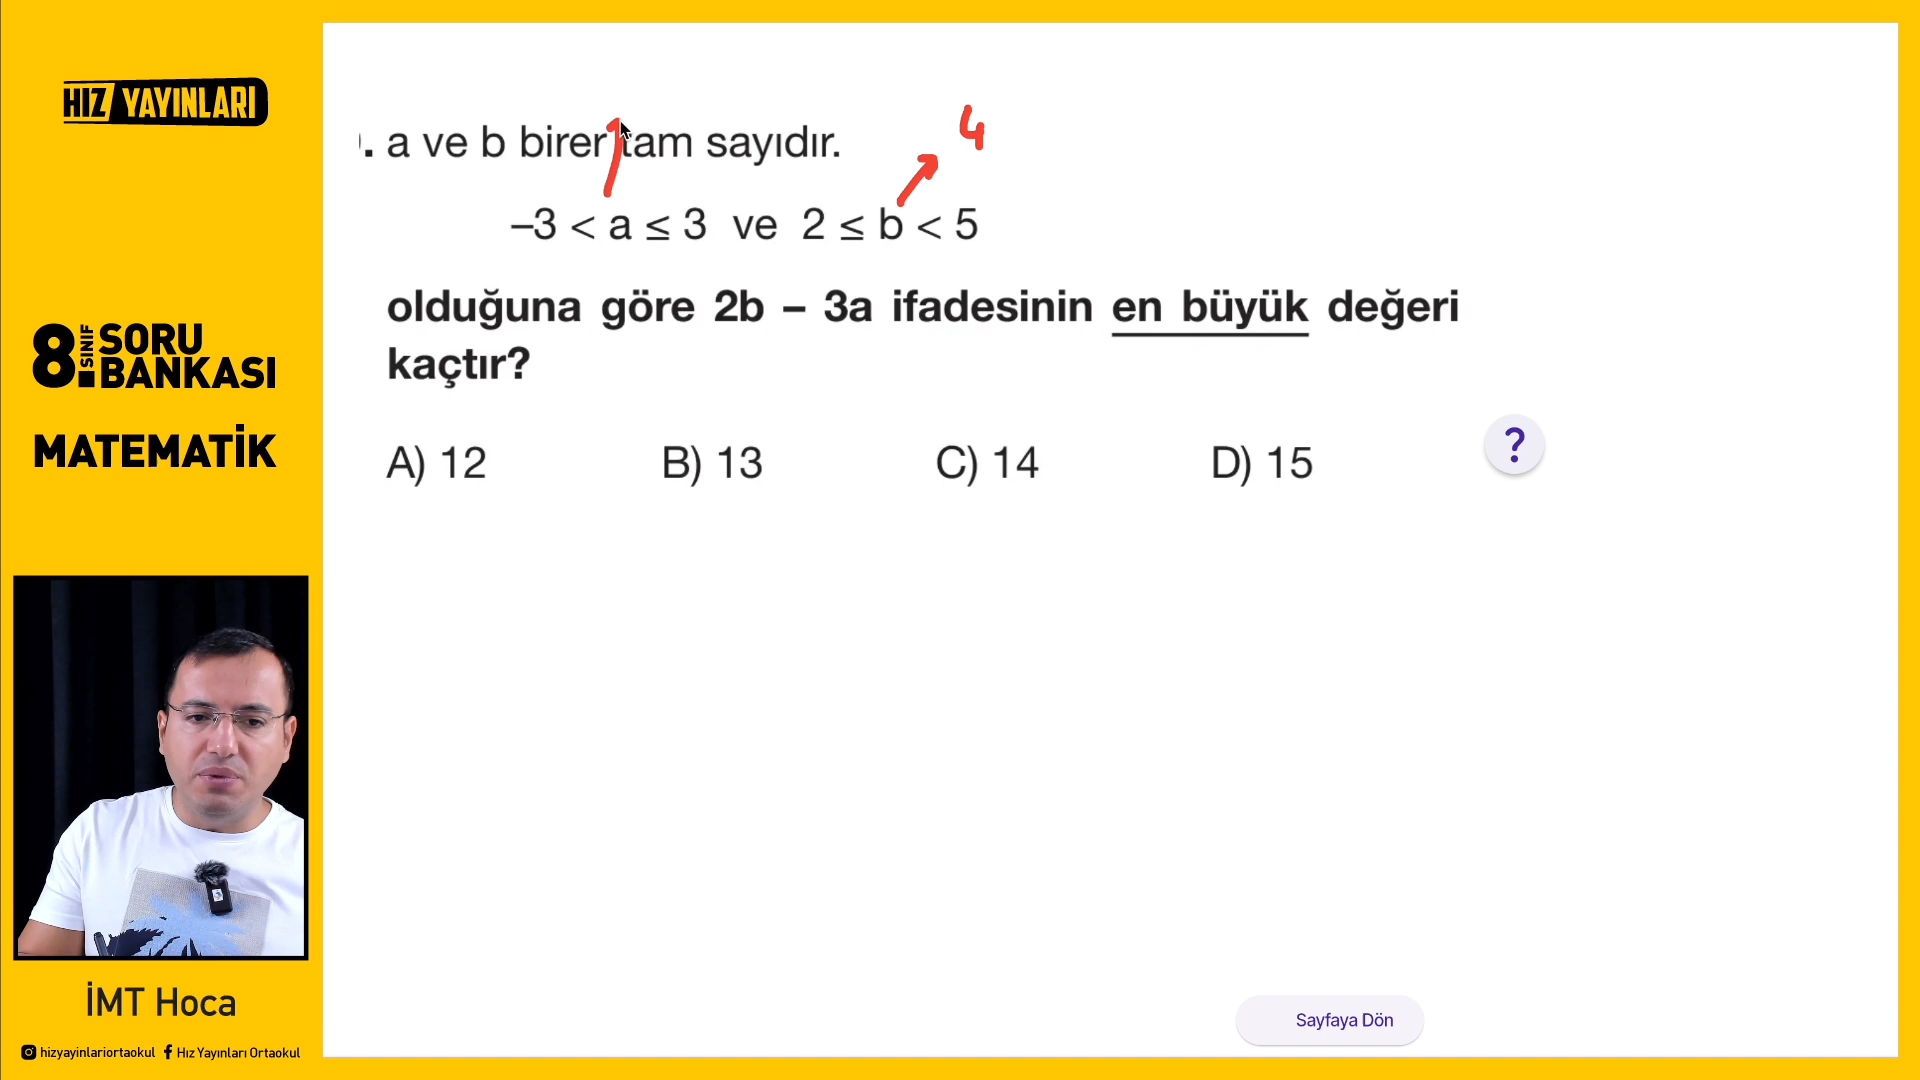 HIZ YAYINLARI
8. SINIF SORU BANKASI
MATEMATİK
. a ve b birer tam sayıdır.
4
–3 < a ≤ 3 ve 2 ≤ b < 5
olduğuna göre 2b – 3a ifadesinin en büyük değeri
kaçtır?
A) 12 B) 13 C) 14 D) 15
?
İMT Hoca
hizyayinlariortaokul Hız Yayınları Ortaokul
Sayfaya Dön